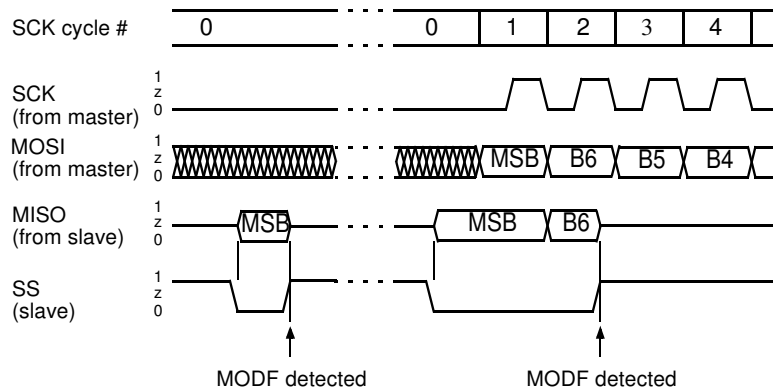 SCK cycle # 0 0 1 2 3 4
SCK
(from master)
1
z
0
MOSI
(from master)
1
z
0
MSB B6 B5 B4
MISO
(from slave)
1
z
0
MSB MSB B6
SS
(slave)
1
z
0
MODF detected MODF detected